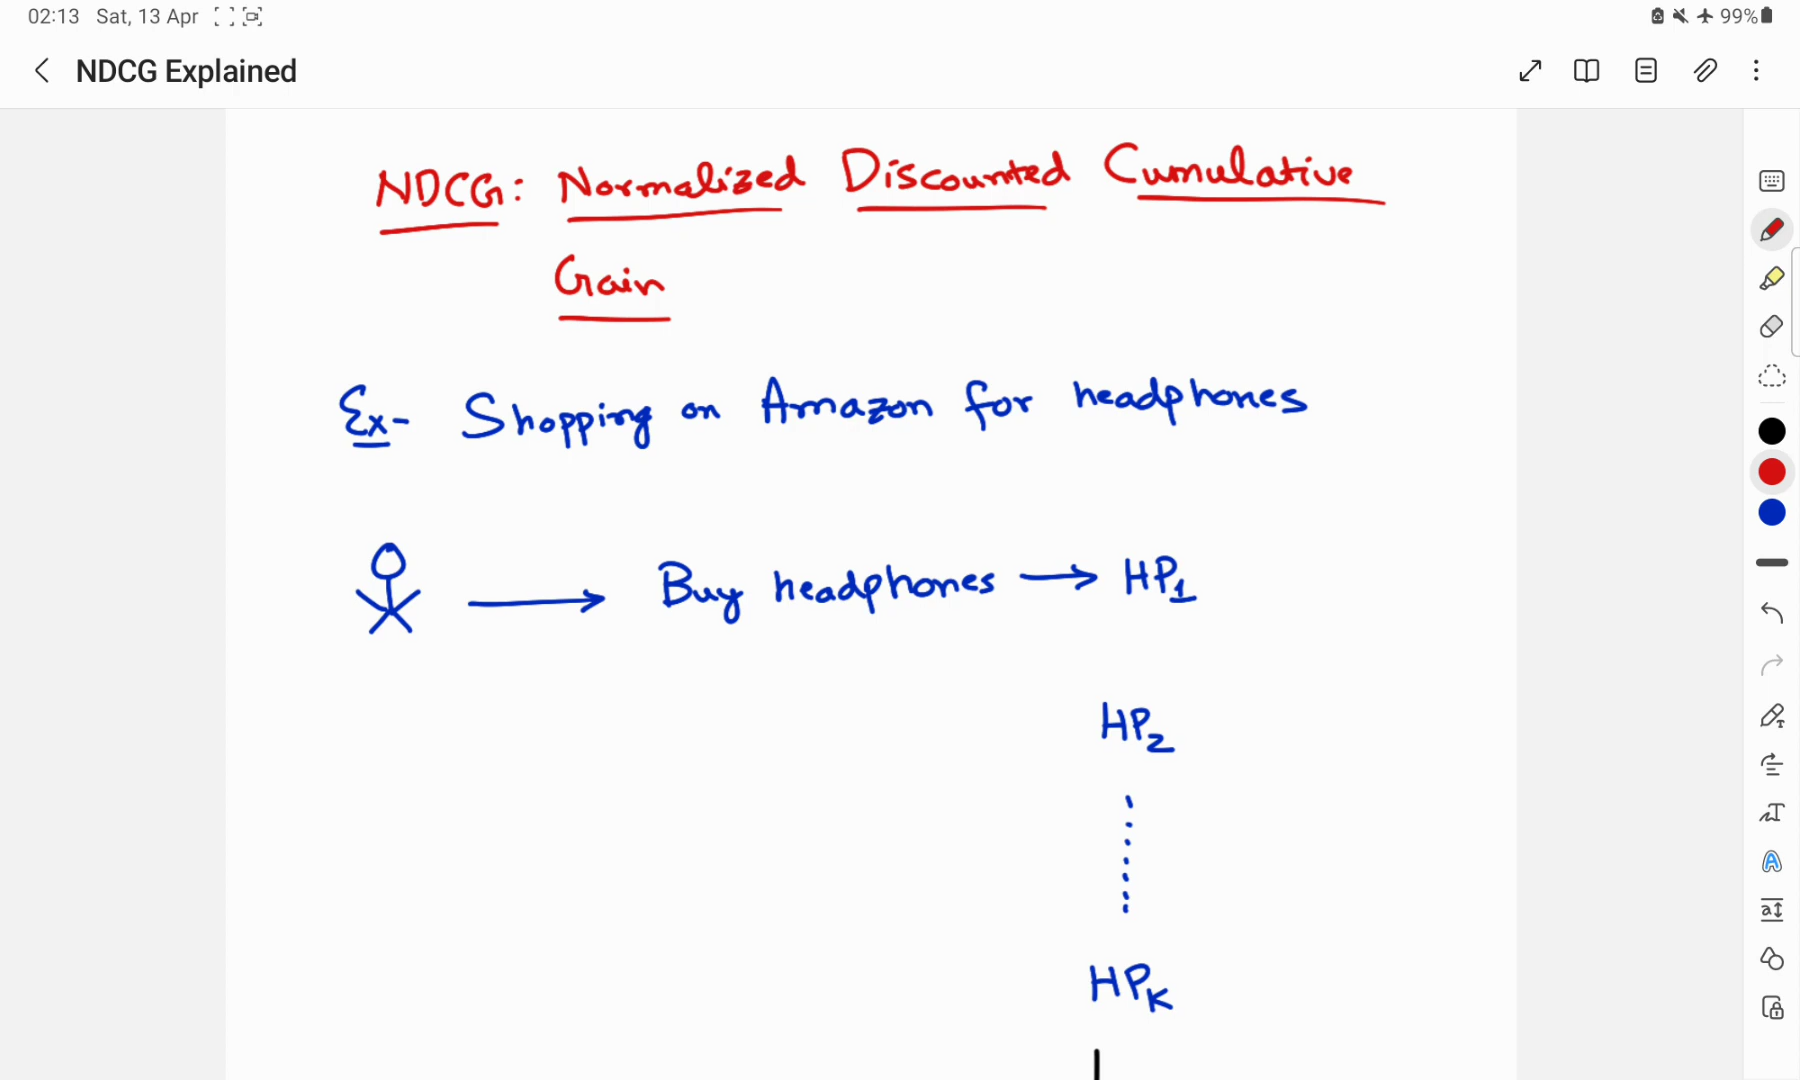 02:13 Sat, 13 Apr 99%
NDCG Explained
NDCG: Normalized Discounted Cumulative
Gain
Ex- Shopping on Amazon for headphones
Buy headphones → HP1
HP2
HPK